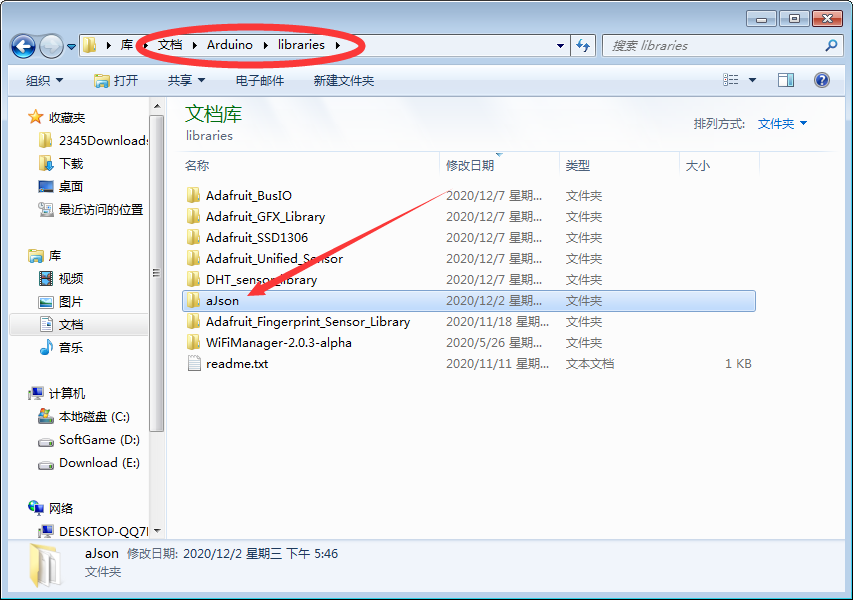 库 文档 Arduino libraries 搜索 libraries
组织 打开 共享 电子邮件 新建文件夹
收藏夹
2345Downloads
下载
桌面
最近访问的位置
库
视频
图片
文档
音乐
计算机
本地磁盘 (C:)
SoftGame (D:)
Download (E:)
网络
DESKTOP-QQ7
文档库
libraries
排列方式: 文件夹
名称 修改日期 类型 大小
Adafruit_BusIO 2020/12/7 星期... 文件夹
Adafruit_GFX_Library 2020/12/7 星期... 文件夹
Adafruit_SSD1306 2020/12/7 星期... 文件夹
Adafruit_Unified_Sensor 2020/12/7 星期... 文件夹
DHT_sensor_library 2020/12/7 星期... 文件夹
aJson 2020/12/2 星期... 文件夹
Adafruit_Fingerprint_Sensor_Library 2020/11/18 星期... 文件夹
WiFiManager-2.0.3-alpha 2020/5/26 星期... 文件夹
readme.txt 2020/11/11 星期... 文本文档 1 KB
aJson 修改日期: 2020/12/2 星期三 下午 5:46
文件夹